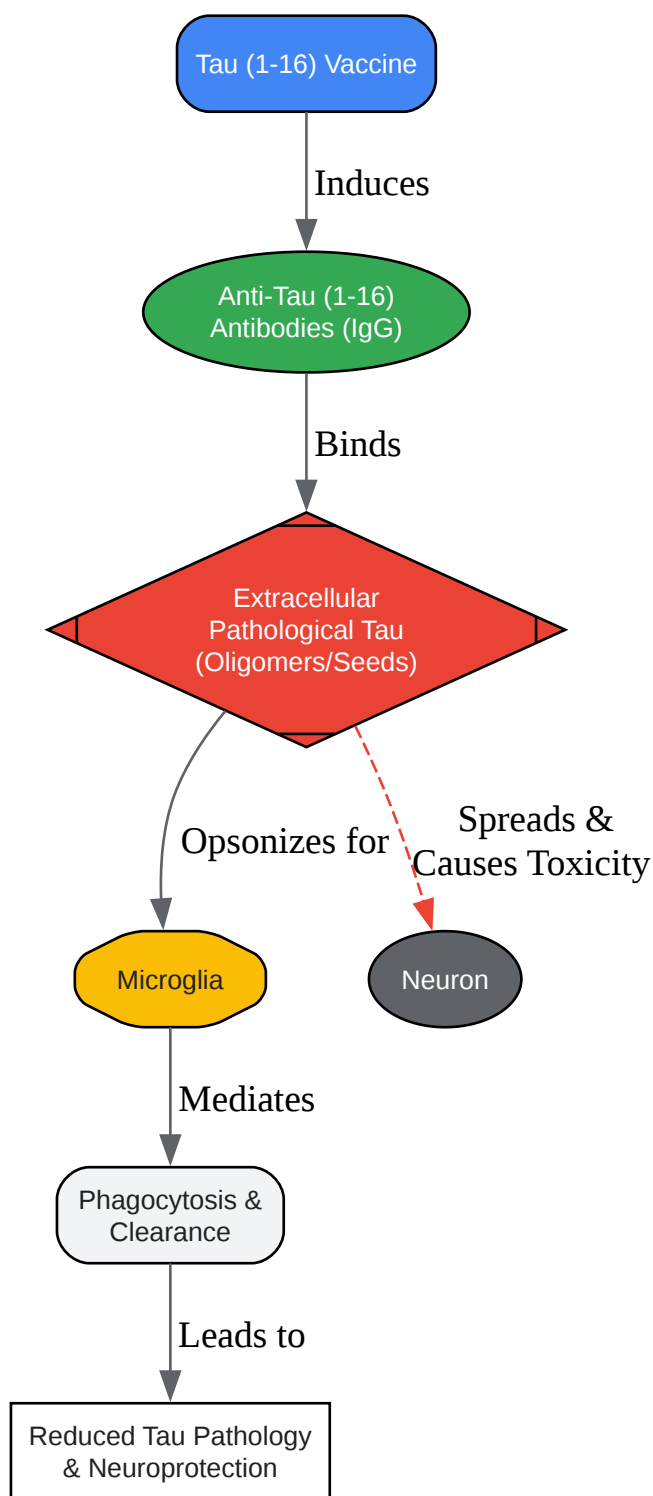 Tau (1-16) Vaccine
Induces
Anti-Tau (1-16)
Antibodies (IgG)
Binds
Extracellular
Pathological Tau
(Oligomers/Seeds)
Opsonizes for
Spreads &
Causes Toxicity
Microglia
Neuron
Mediates
Phagocytosis &
Clearance
Leads to
Reduced Tau Pathology
& Neuroprotection